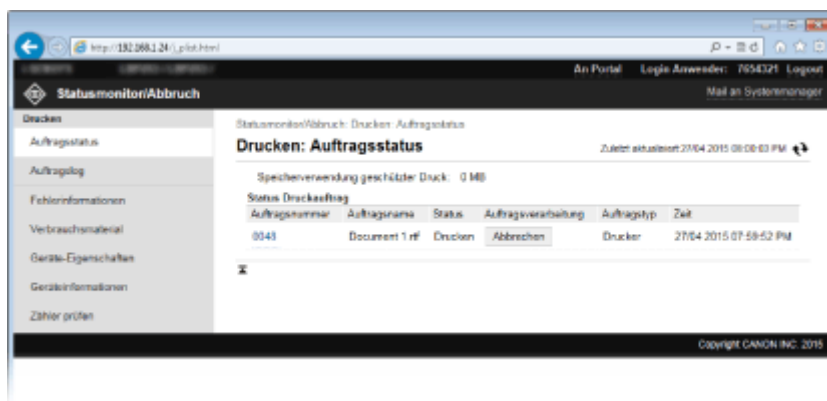 http://192.168.1.24/_plist.html
An Portal Login Anwender: 7654321 Logout
Statusmonitor/Abbruch Mail an Systemmanager
Drucken
Auftragsstatus
Auftragslog
Fehlerinformationen
Verbrauchsmaterial
Geräte-Eigenschaften
Geräteinformationen
Zähler prüfen
Statusmonitor/Abbruch: Drucken: Auftragsstatus
Drucken: Auftragsstatus Zuletzt aktualisiert:27/04 2015 08:00:03 PM
Speicherverwendung geschützter Druck: 0 MB
Status Druckauftrag
Auftragsnummer Auftragsname Status Auftragsverarbeitung Auftragstyp Zeit
0048 Document 1.rtf Drucken Abbrechen Drucker 27/04 2015 07:59:52 PM
Copyright CANON INC. 2015